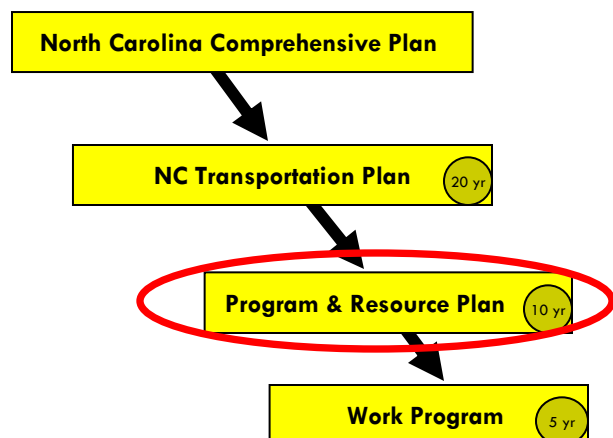 North Carolina Comprehensive Plan
NC Transportation Plan
20 yr
Program & Resource Plan
10 yr
Work Program
5 yr